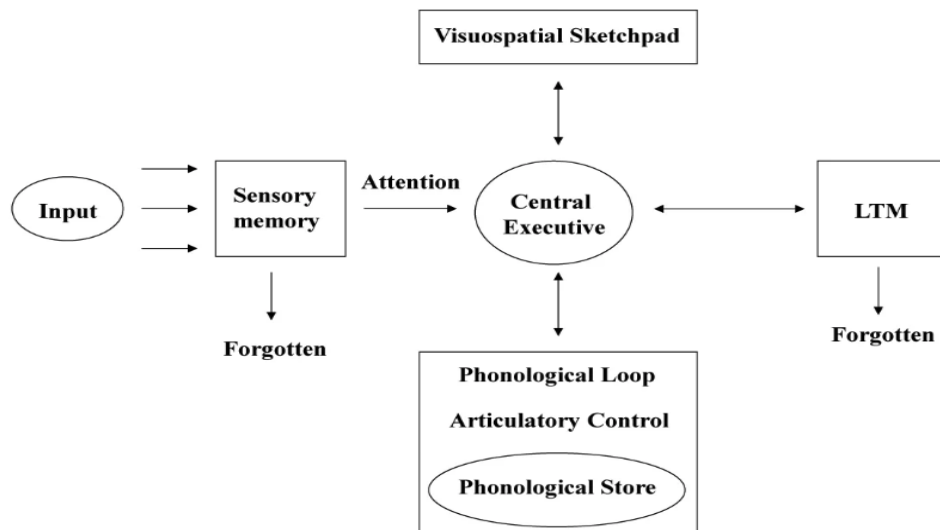 Visuospatial Sketchpad
Input
Sensory
memory
Attention
Central
Executive
LTM
Forgotten
Forgotten
Phonological Loop
Articulatory Control
Phonological Store